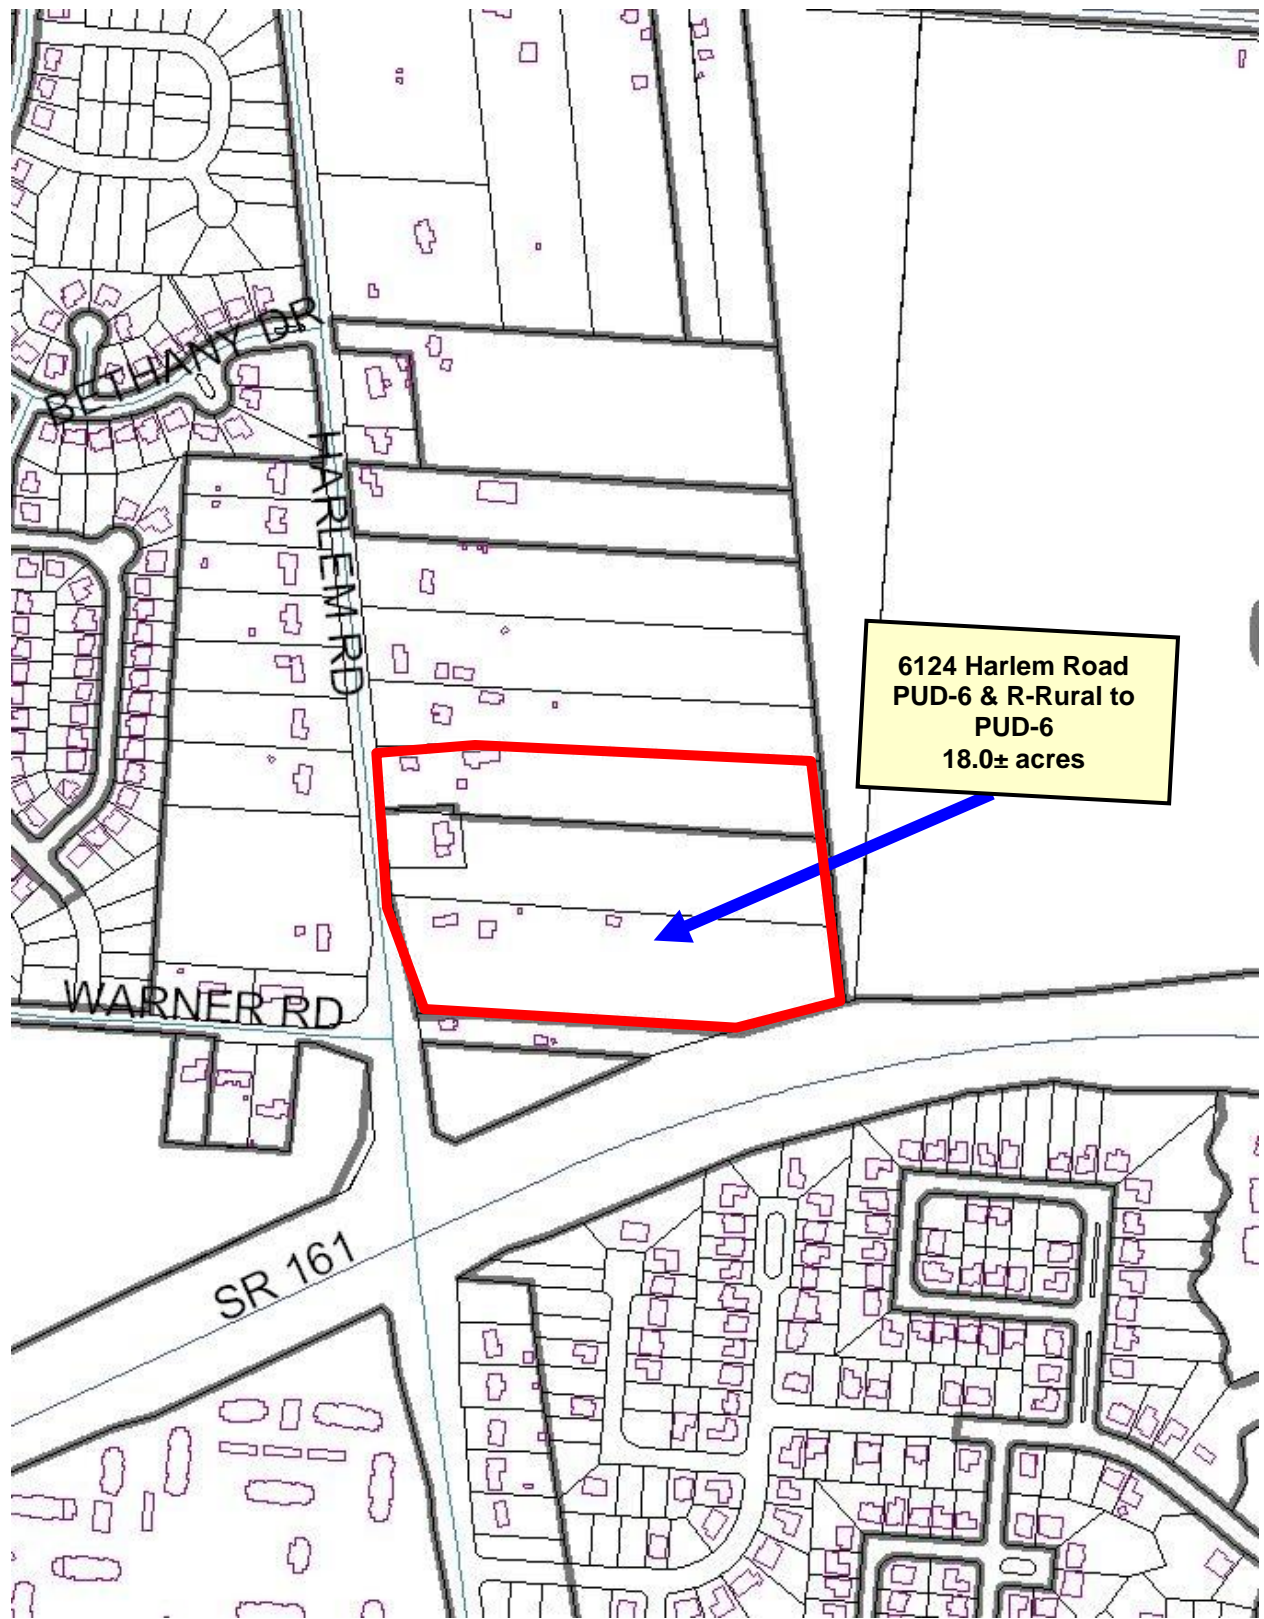 BETHANY DR
HARLEM RD
6124 Harlem Road
PUD-6 & R-Rural to
PUD-6
18.0± acres
WARNER RD
SR 161